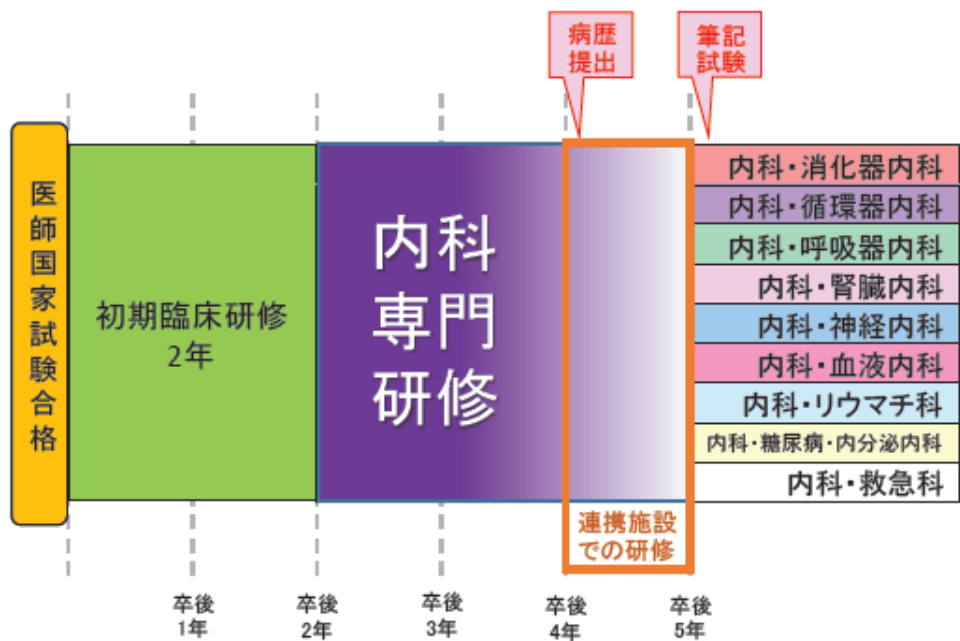 病歴
提出
筆記
試験
医師国家試験合格
初期臨床研修
2年
内科
専門
研修
内科・消化器内科
内科・循環器内科
内科・呼吸器内科
内科・腎臓内科
内科・神経内科
内科・血液内科
内科・リウマチ科
内科・糖尿病・内分泌内科
内科・救急科
連携施設
での研修
卒後
1年
卒後
2年
卒後
3年
卒後
4年
卒後
5年